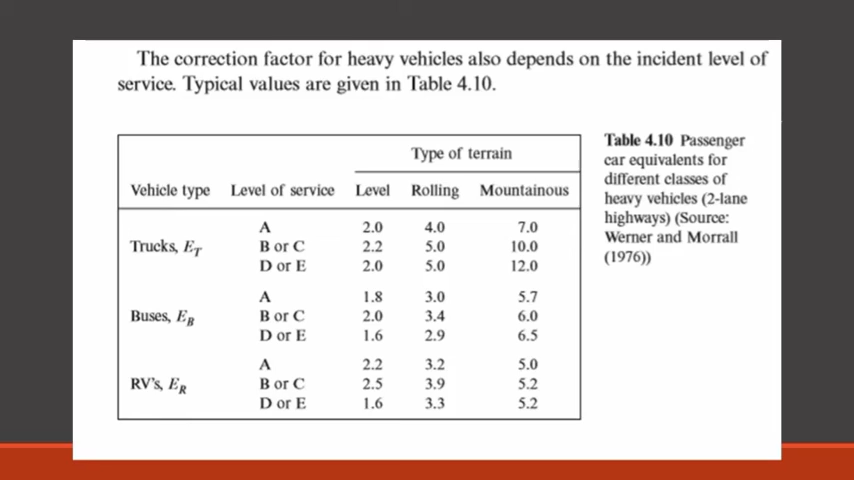 The correction factor for heavy vehicles also depends on the incident level of
service. Typical values are given in Table 4.10.
Type of terrain
Vehicle type Level of service Level Rolling Mountainous
A 2.0 4.0 7.0
Trucks, E_T B or C 2.2 5.0 10.0
D or E 2.0 5.0 12.0
A 1.8 3.0 5.7
Buses, E_B B or C 2.0 3.4 6.0
D or E 1.6 2.9 6.5
A 2.2 3.2 5.0
RV's, E_R B or C 2.5 3.9 5.2
D or E 1.6 3.3 5.2
Table 4.10 Passenger
car equivalents for
different classes of
heavy vehicles (2-lane
highways) (Source:
Werner and Morrall
(1976))